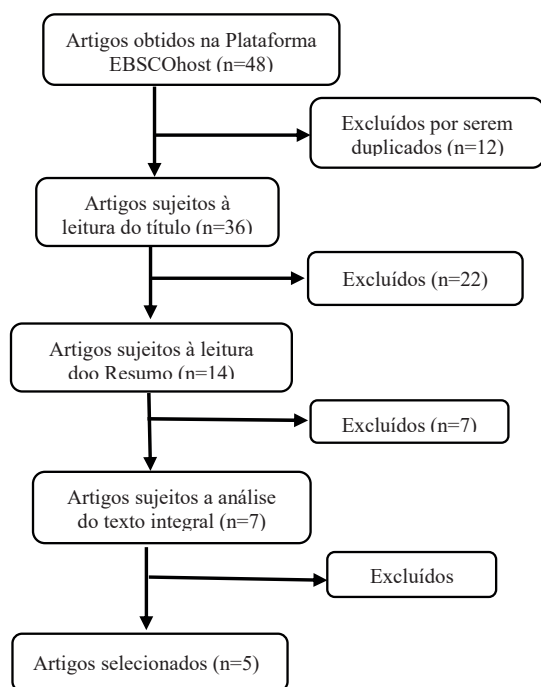 Artigos obtidos na Plataforma
EBSCOhost (n=48)
Excluídos por serem
duplicados (n=12)
Artigos sujeitos à
leitura do título (n=36)
Excluídos (n=22)
Artigos sujeitos à leitura
doo Resumo (n=14)
Excluídos (n=7)
Artigos sujeitos a análise
do texto integral (n=7)
Excluídos
Artigos selecionados (n=5)